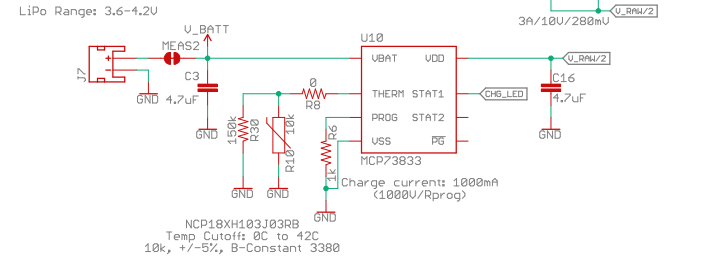 LiPo Range: 3.6-4.2V
3A/10V/280mV
V_RAW/2
V_BATT
MEAS2
J7
+
-
GND
C3
4.7uF
GND
U10
VBAT
VDD
THERM
STAT1
PROG
STAT2
VSS
PG
MCP73833
V_RAW/2
C16
4.7uF
GND
CHG_LED
0
R8
150k
R30
10k
R10
R6
1k
GND
GND
GND
Charge current: 1000mA
(1000V/Rprog)
NCP18XH103J03RB
Temp Cutoff: 0C to 42C
10k, +/-5%, B-Constant 3380